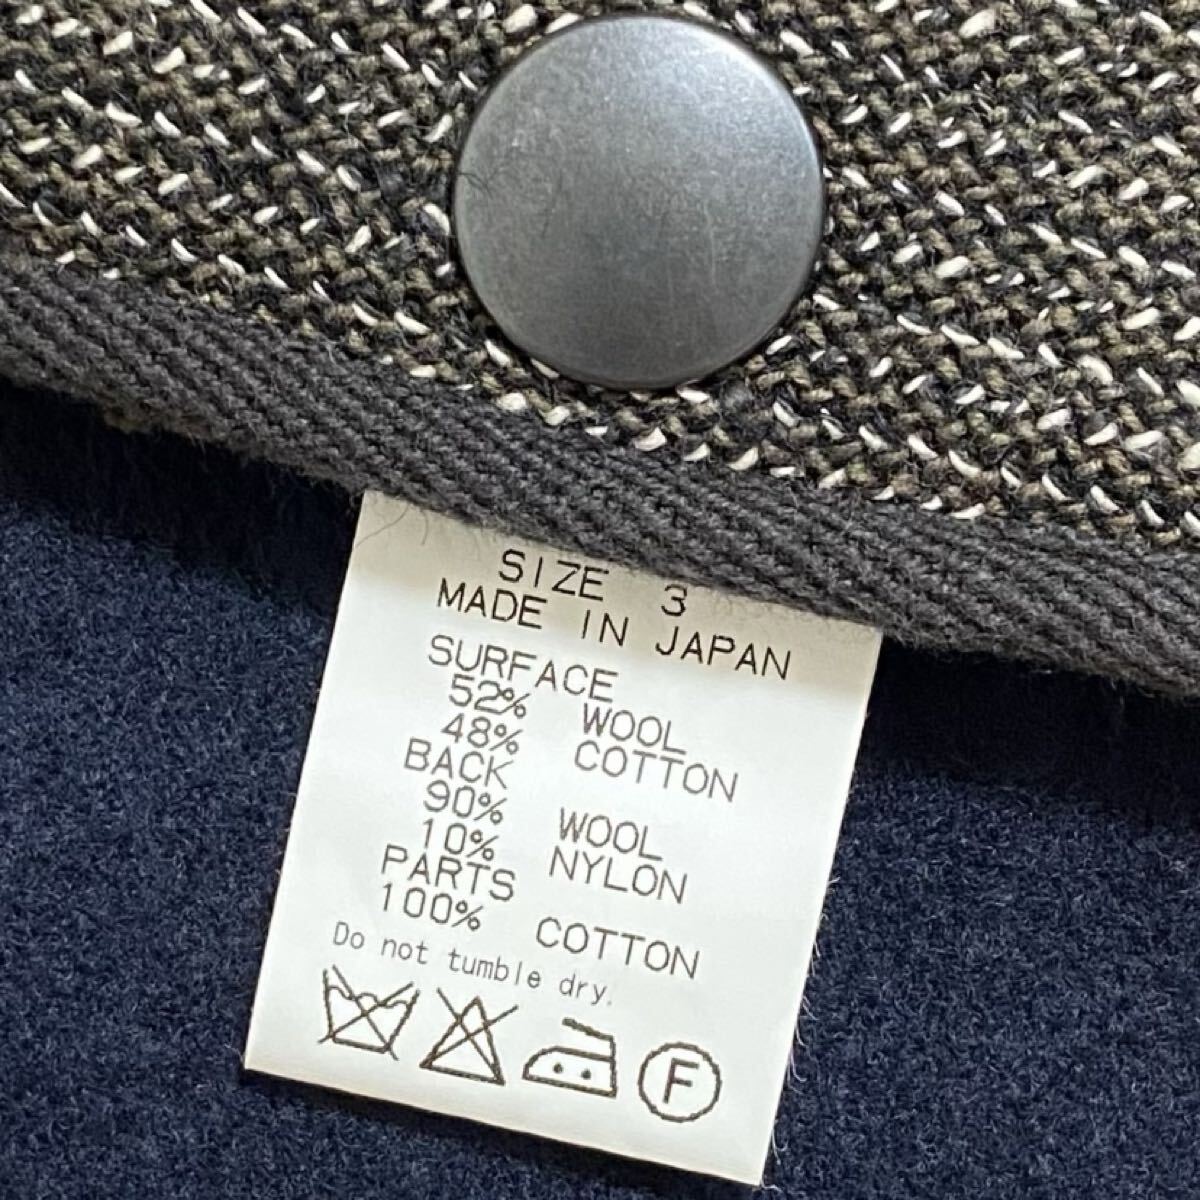 SIZE 3
MADE IN JAPAN
SURFACE
52% WOOL
48% COTTON
BACK
90% WOOL
10% NYLON
PARTS
100% COTTON
Do not tumble dry.
F